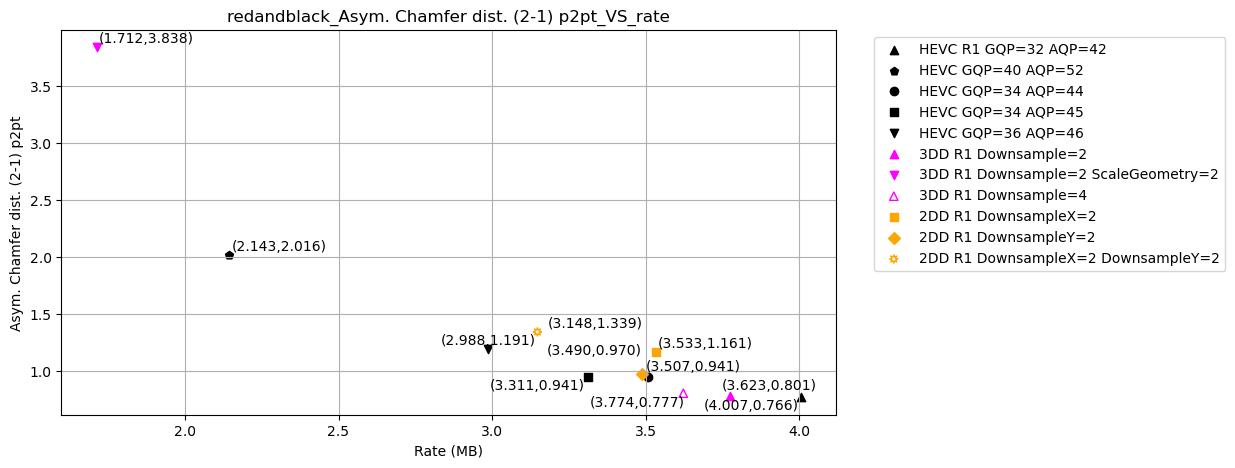 redandblack_Asym. Chamfer dist. (2-1) p2pt_VS_rate
Asym. Chamfer dist. (2-1) p2pt
3.5
3.0
2.5
2.0
1.5
1.0
(1.712,3.838)
(2.143,2.016)
(3.148,1.339)
(2.988,1.191)
(3.533,1.161)
(3.490,0.970)
(3.507,0.941)
(3.311,0.941)
(3.623,0.801)
(3.774,0.777)
(4.007,0.766)
2.0
2.5
3.0
3.5
4.0
Rate (MB)
HEVC R1 GQP=32 AQP=42
HEVC GQP=40 AQP=52
HEVC GQP=34 AQP=44
HEVC GQP=34 AQP=45
HEVC GQP=36 AQP=46
3DD R1 Downsample=2
3DD R1 Downsample=2 ScaleGeometry=2
3DD R1 Downsample=4
2DD R1 DownsampleX=2
2DD R1 DownsampleY=2
2DD R1 DownsampleX=2 DownsampleY=2